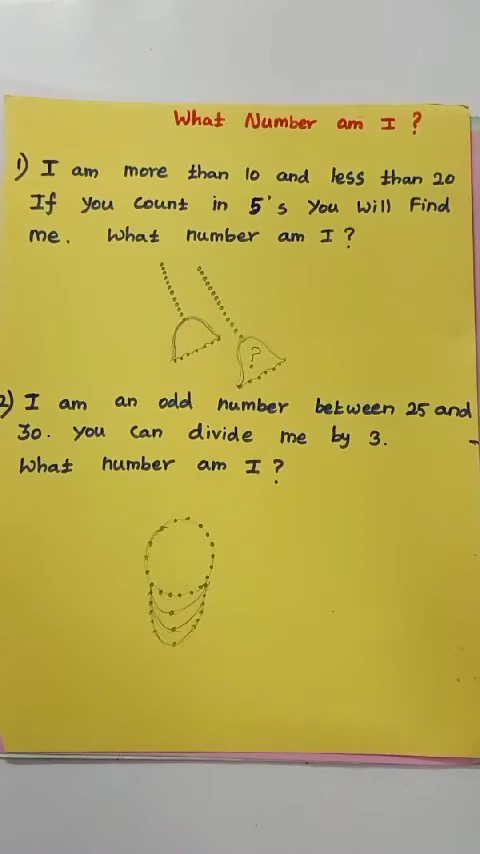 What Number am I ?
1) I am more than 10 and less than 20
If you count in 5's you will Find
me. What number am I ?
?
2) I am an odd number between 25 and
30. you can divide me by 3.
What number am I ?